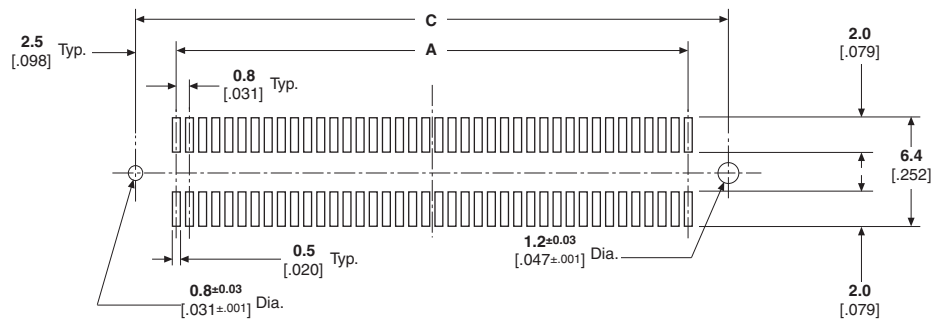 C
2.5
[.098] Typ.
A
2.0
[.079]
0.8
[.031] Typ.
6.4
[.252]
0.5
[.020] Typ.
1.2±0.03
[.047±.001] Dia.
0.8±0.03
[.031±.001] Dia.
2.0
[.079]